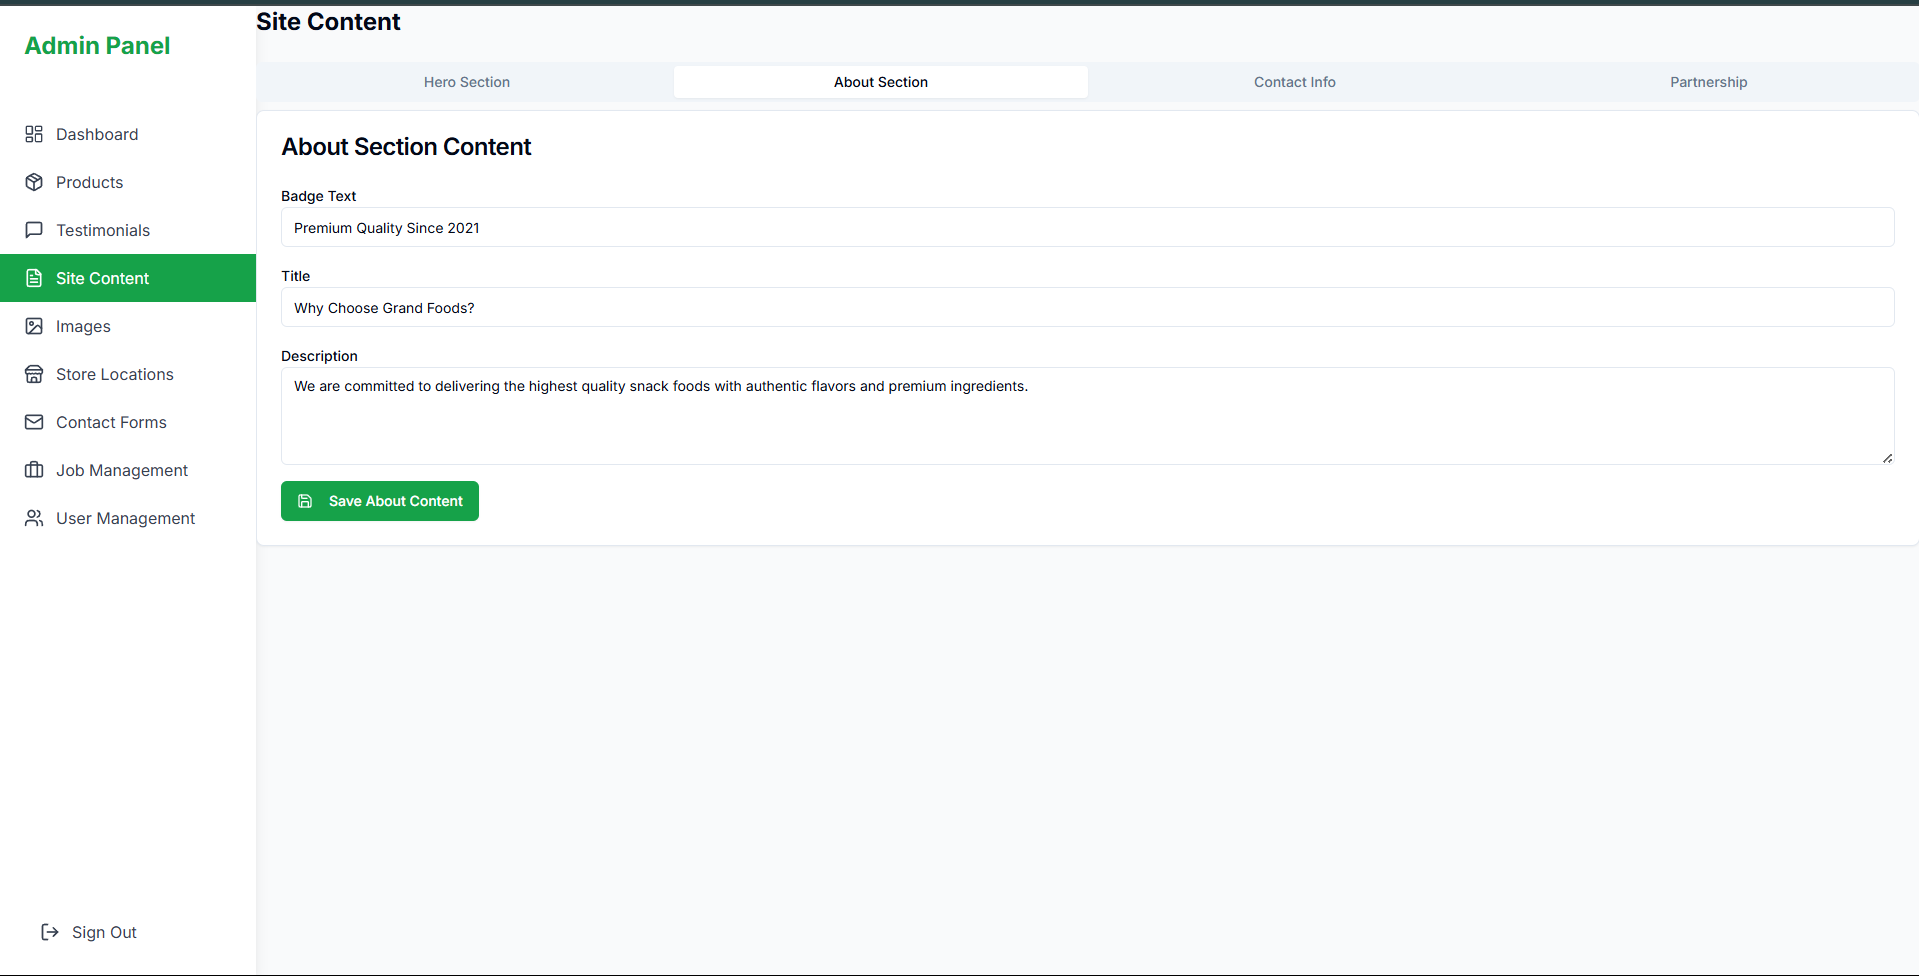 Admin Panel
Dashboard
Products
Testimonials
Site Content
Images
Store Locations
Contact Forms
Job Management
User Management
Sign Out
Site Content
Hero Section
About Section
Contact Info
Partnership
About Section Content
Badge Text
Premium Quality Since 2021
Title
Why Choose Grand Foods?
Description
We are committed to delivering the highest quality snack foods with authentic flavors and premium ingredients.
Save About Content